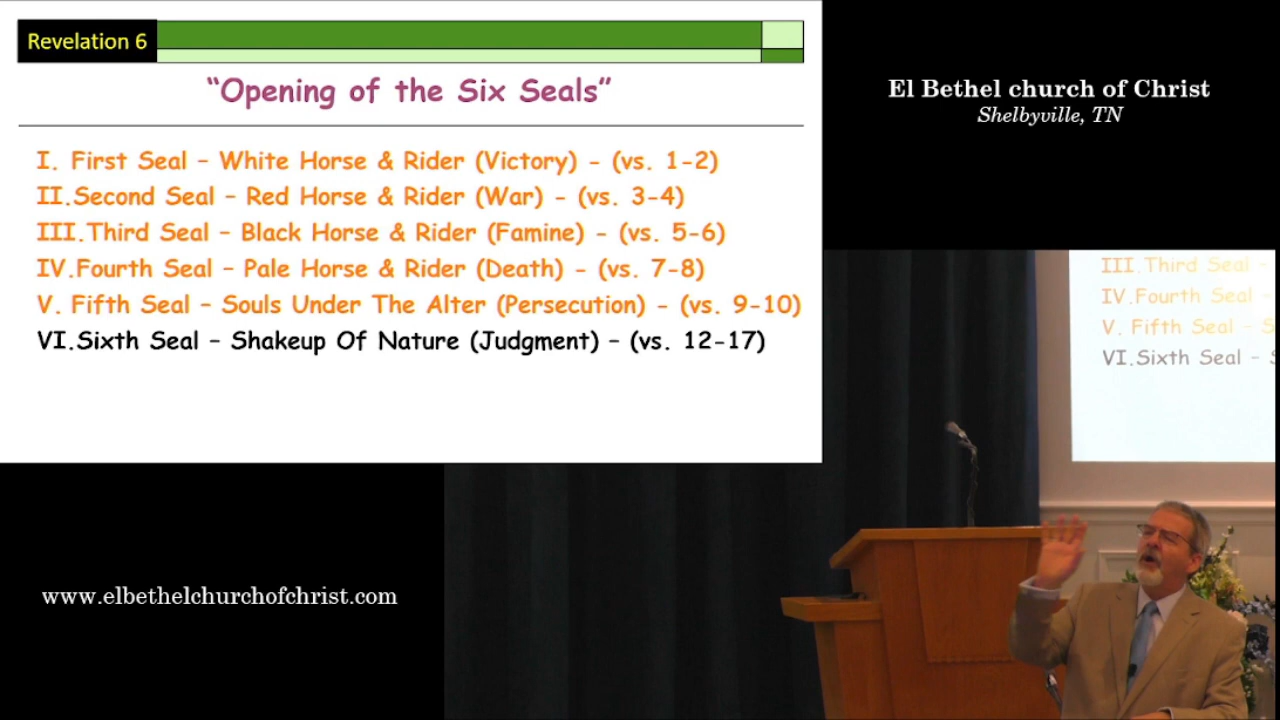 Revelation 6
“Opening of the Six Seals”
I. First Seal – White Horse & Rider (Victory) - (vs. 1-2)
II.Second Seal – Red Horse & Rider (War) - (vs. 3-4)
III.Third Seal – Black Horse & Rider (Famine) - (vs. 5-6)
IV.Fourth Seal – Pale Horse & Rider (Death) - (vs. 7-8)
V. Fifth Seal – Souls Under The Alter (Persecution) - (vs. 9-10)
VI.Sixth Seal – Shakeup Of Nature (Judgment) – (vs. 12-17)
El Bethel church of Christ
Shelbyville, TN
III.Third Seal -
IV.Fourth Seal -
V. Fifth Seal – S
VI.Sixth Seal –
www.elbethelchurchofchrist.com